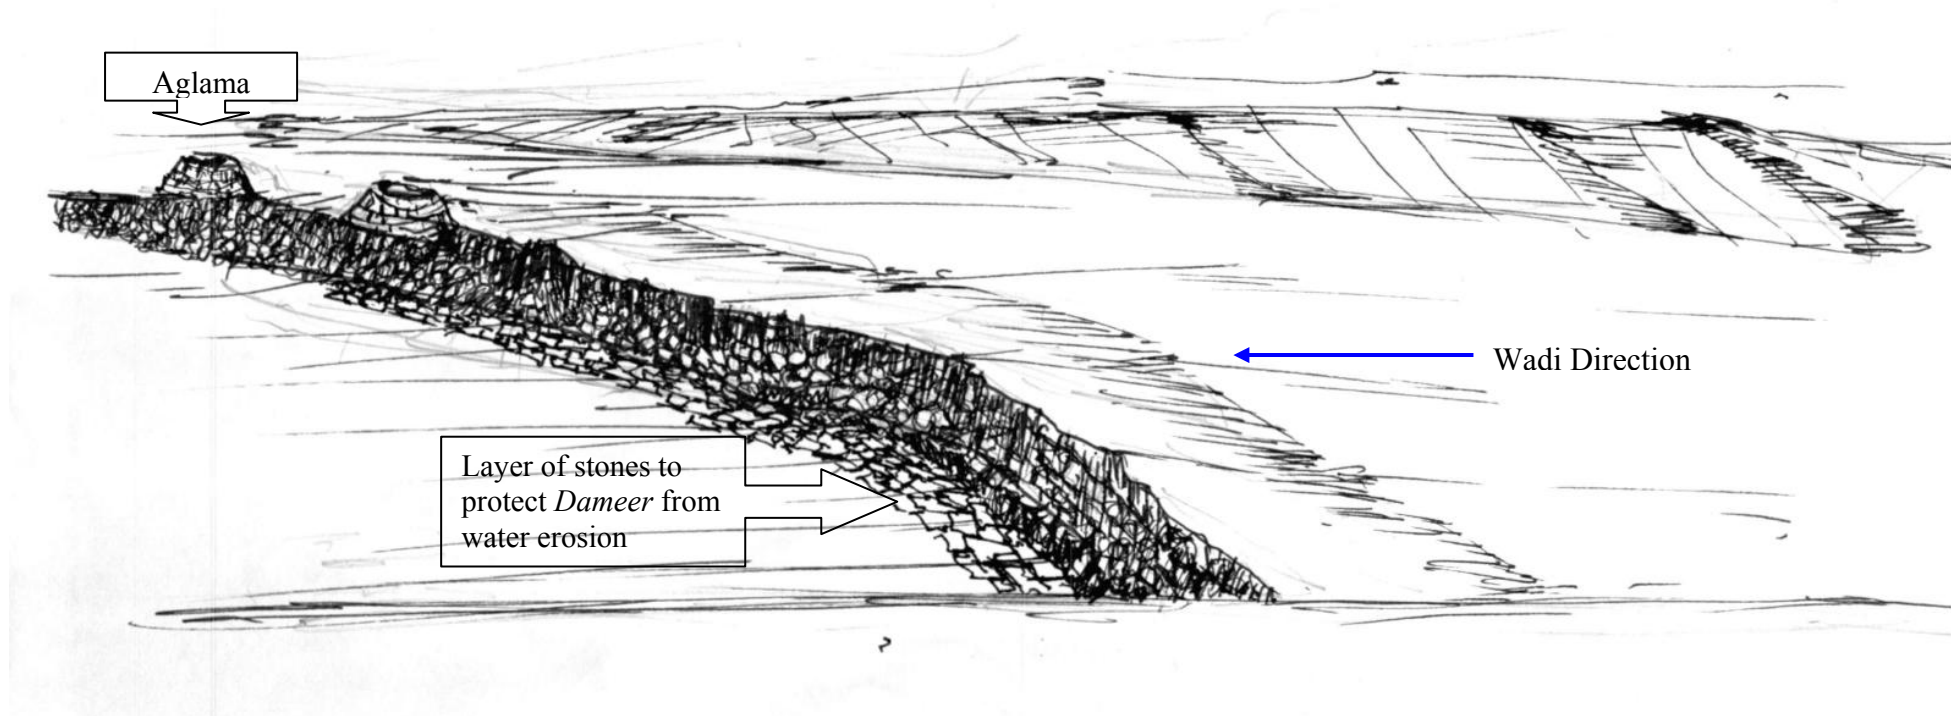 Aglama
Wadi Direction
Layer of stones to
protect Dameer from
water erosion